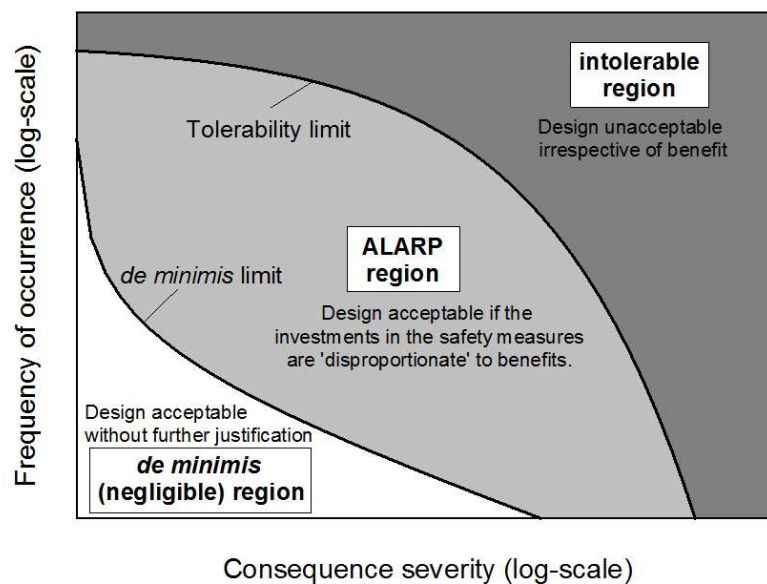 Frequency of occurrence (log-scale)
intolerable
region
Design unacceptable
irrespective of benefit
Tolerability limit
ALARP
region
Design acceptable if the
investments in the safety measures
are 'disproportionate' to benefits.
de minimis limit
Design acceptable
without further justification
de minimis
(negligible) region
Consequence severity (log-scale)